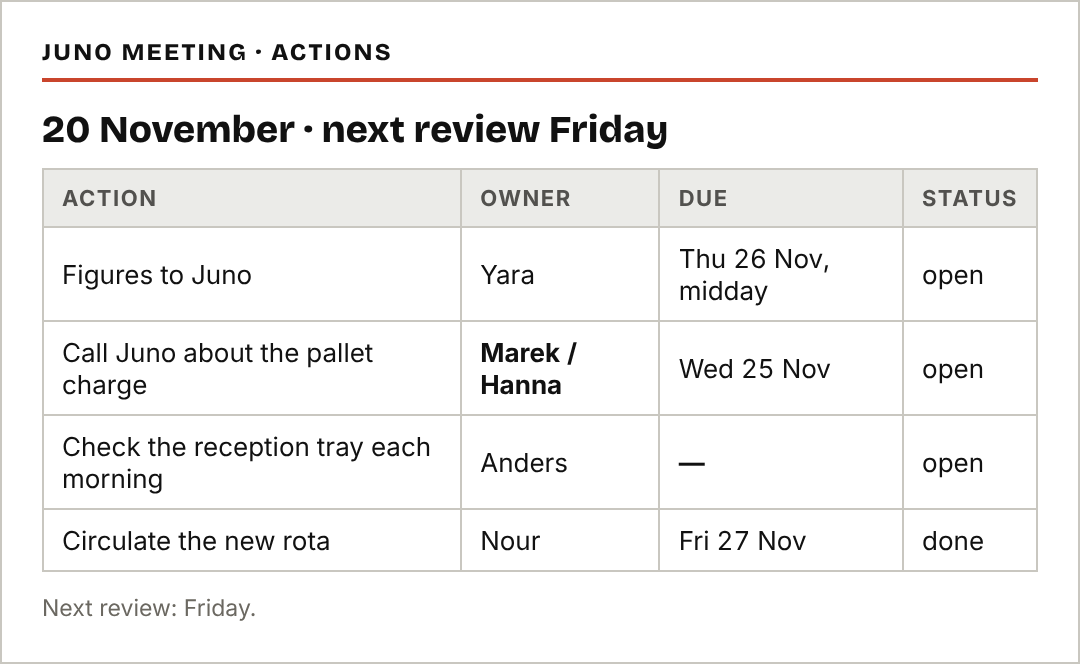 JUNO MEETING · ACTIONS
20 November · next review Friday
ACTION OWNER DUE STATUS
Figures to Juno Yara Thu 26 Nov, midday open
Call Juno about the pallet charge Marek / Hanna Wed 25 Nov open
Check the reception tray each morning Anders — open
Circulate the new rota Nour Fri 27 Nov done
Next review: Friday.